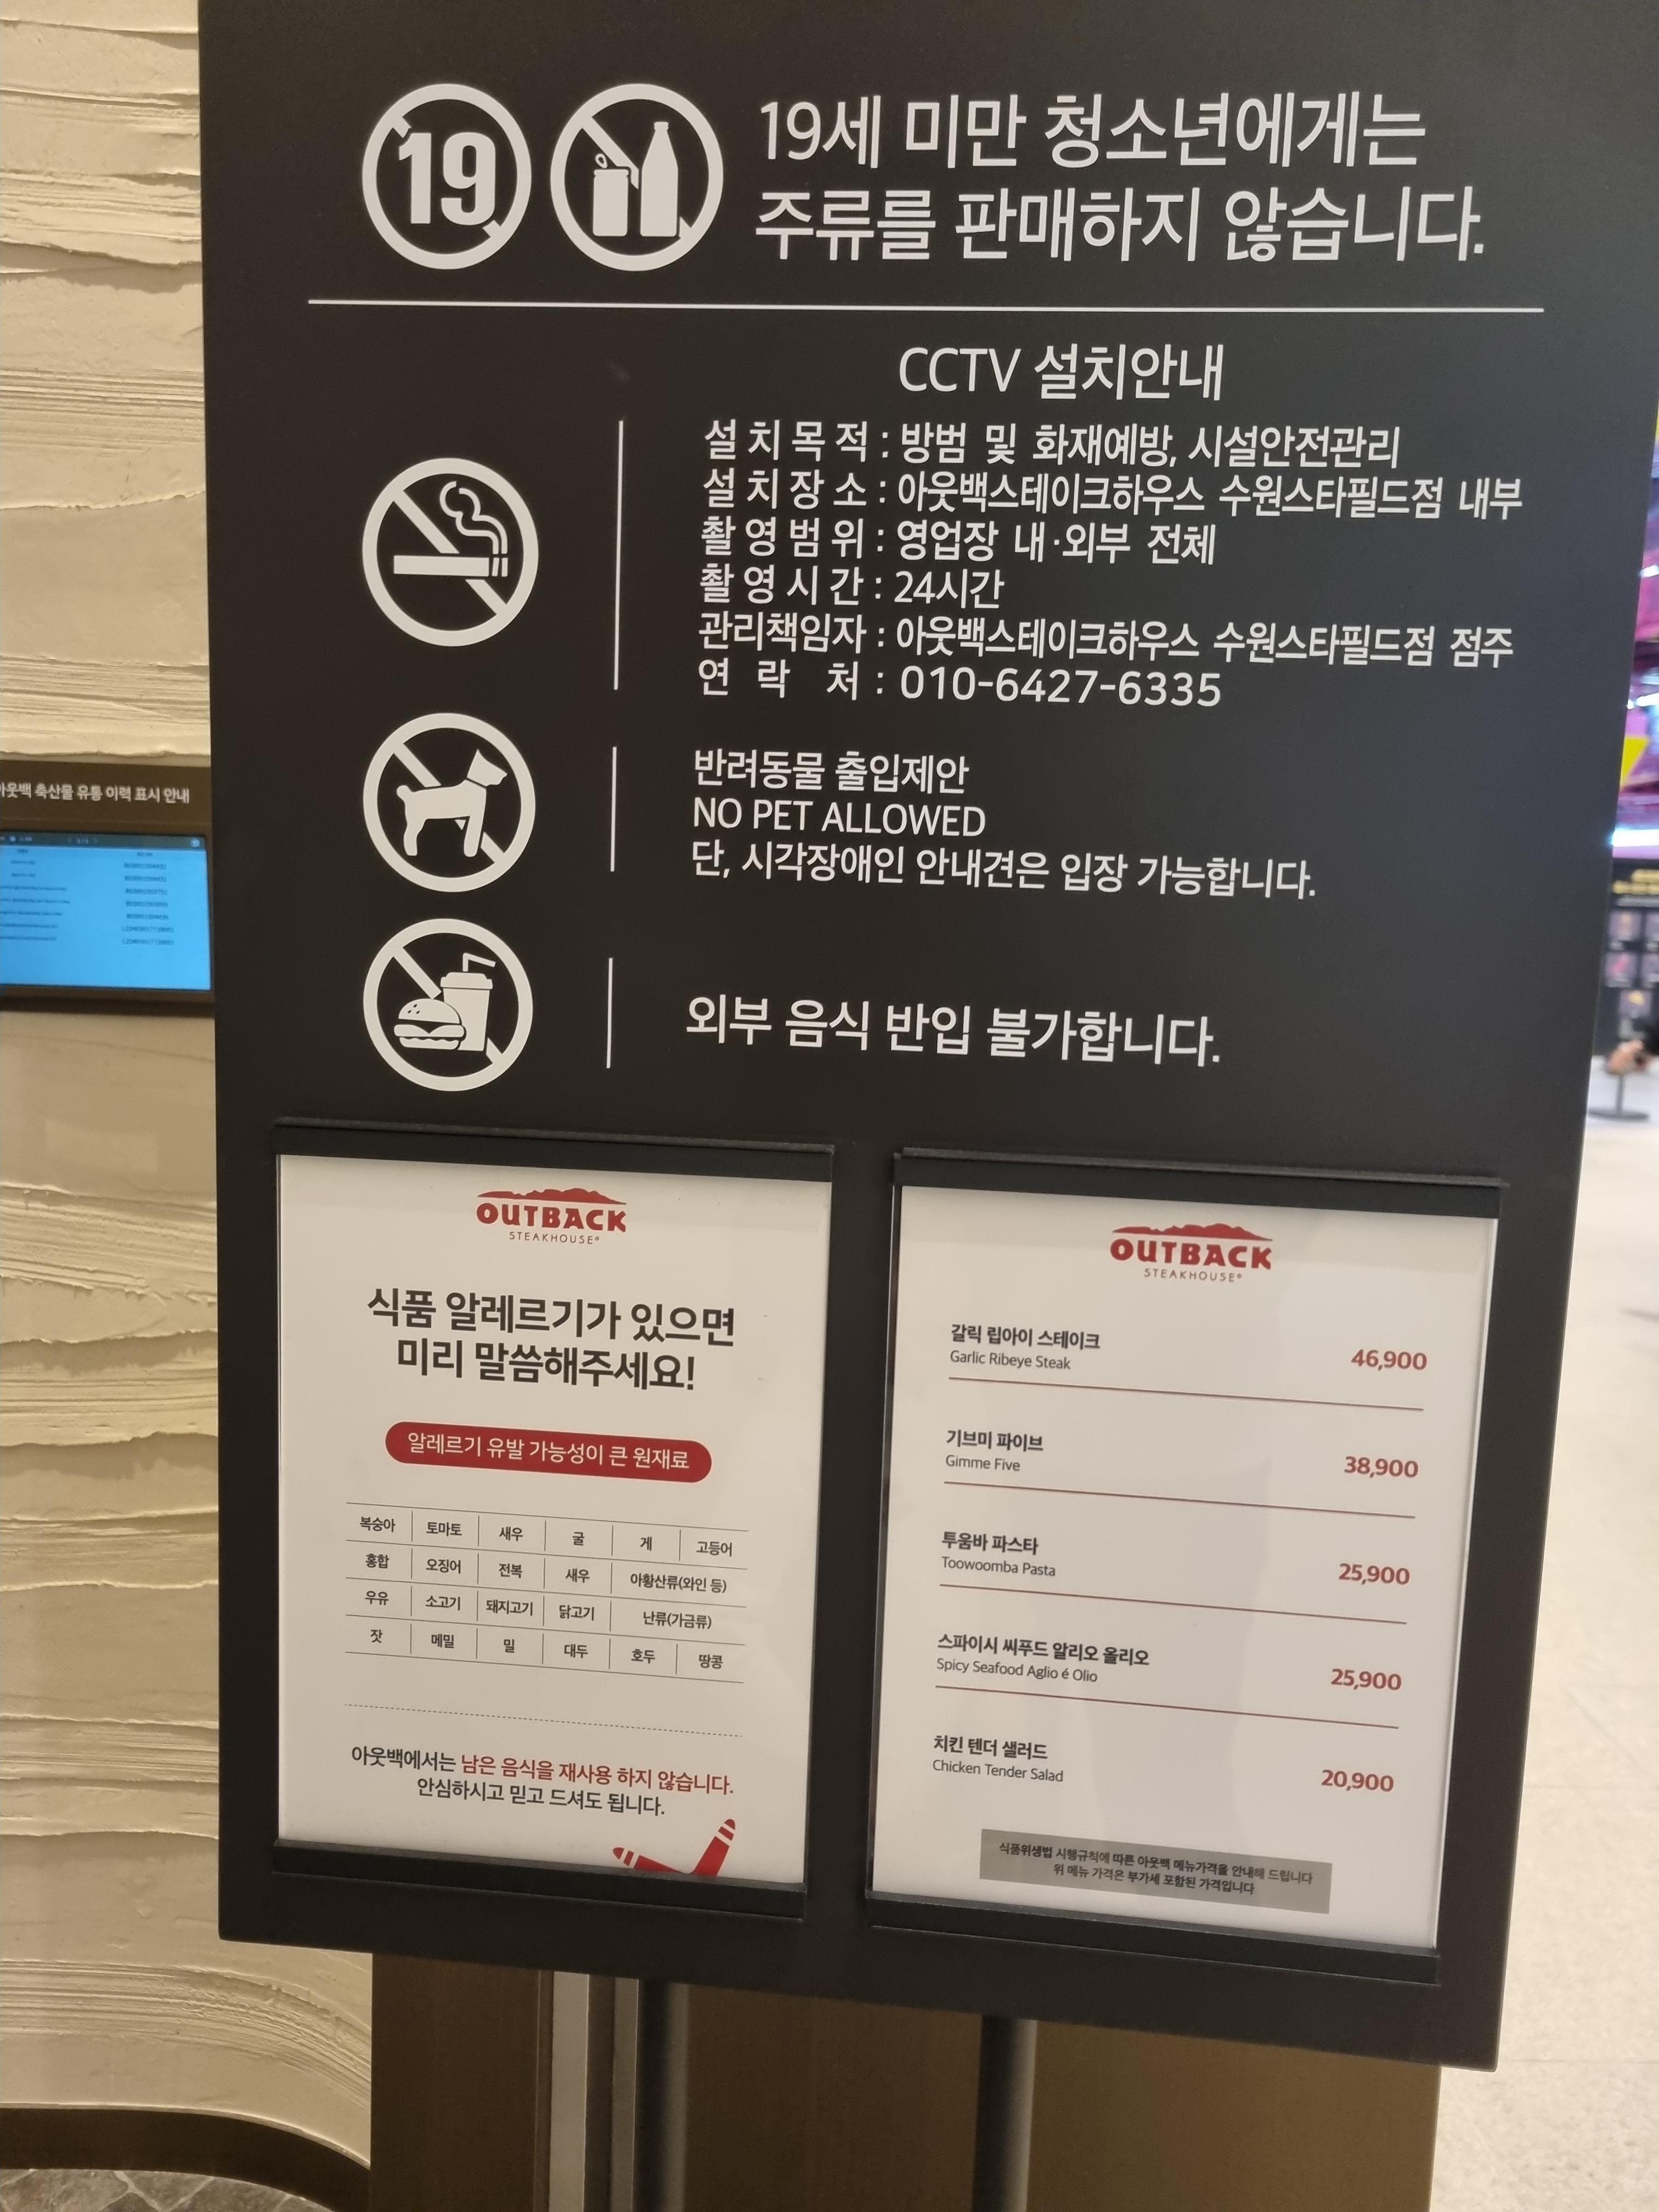 19
19세 미만 청소년에게는
주류를 판매하지 않습니다.
CCTV 설치안내
설치목적 : 방범 및 화재예방, 시설안전관리
설치장소 : 아웃백스테이크하우스 수원스타필드점 내부
촬영범위 : 영업장 내·외부 전체
촬영시간 : 24시간
관리책임자 : 아웃백스테이크하우스 수원스타필드점 점주
연락처 : 010-6427-6335
반려동물 출입제안
NO PET ALLOWED
단, 시각장애인 안내견은 입장 가능합니다.
외부 음식 반입 불가합니다.
아웃백 축산물 유통 이력 표시 안내
OUTBACK
STEAKHOUSE®
식품 알레르기가 있으면
미리 말씀해주세요!
알레르기 유발 가능성이 큰 원재료
복숭아 토마토 새우 굴 게 고등어
홍합 오징어 전복 새우 아황산류(와인 등)
우유 소고기 돼지고기 닭고기 난류(가금류)
잣 메밀 밀 대두 호두 땅콩
아웃백에서는 남은 음식을 재사용 하지 않습니다.
안심하시고 믿고 드셔도 됩니다.
OUTBACK
STEAKHOUSE®
갈릭 립아이 스테이크
Garlic Ribeye Steak
46,900
기브미 파이브
Gimme Five
38,900
투움바 파스타
Toowoomba Pasta
25,900
스파이시 씨푸드 알리오 올리오
Spicy Seafood Aglio é Olio
25,900
치킨 텐더 샐러드
Chicken Tender Salad
20,900
식품위생법 시행규칙에 따른 아웃백 메뉴가격을 안내해 드립니다
위 메뉴 가격은 부가세 포함된 가격입니다